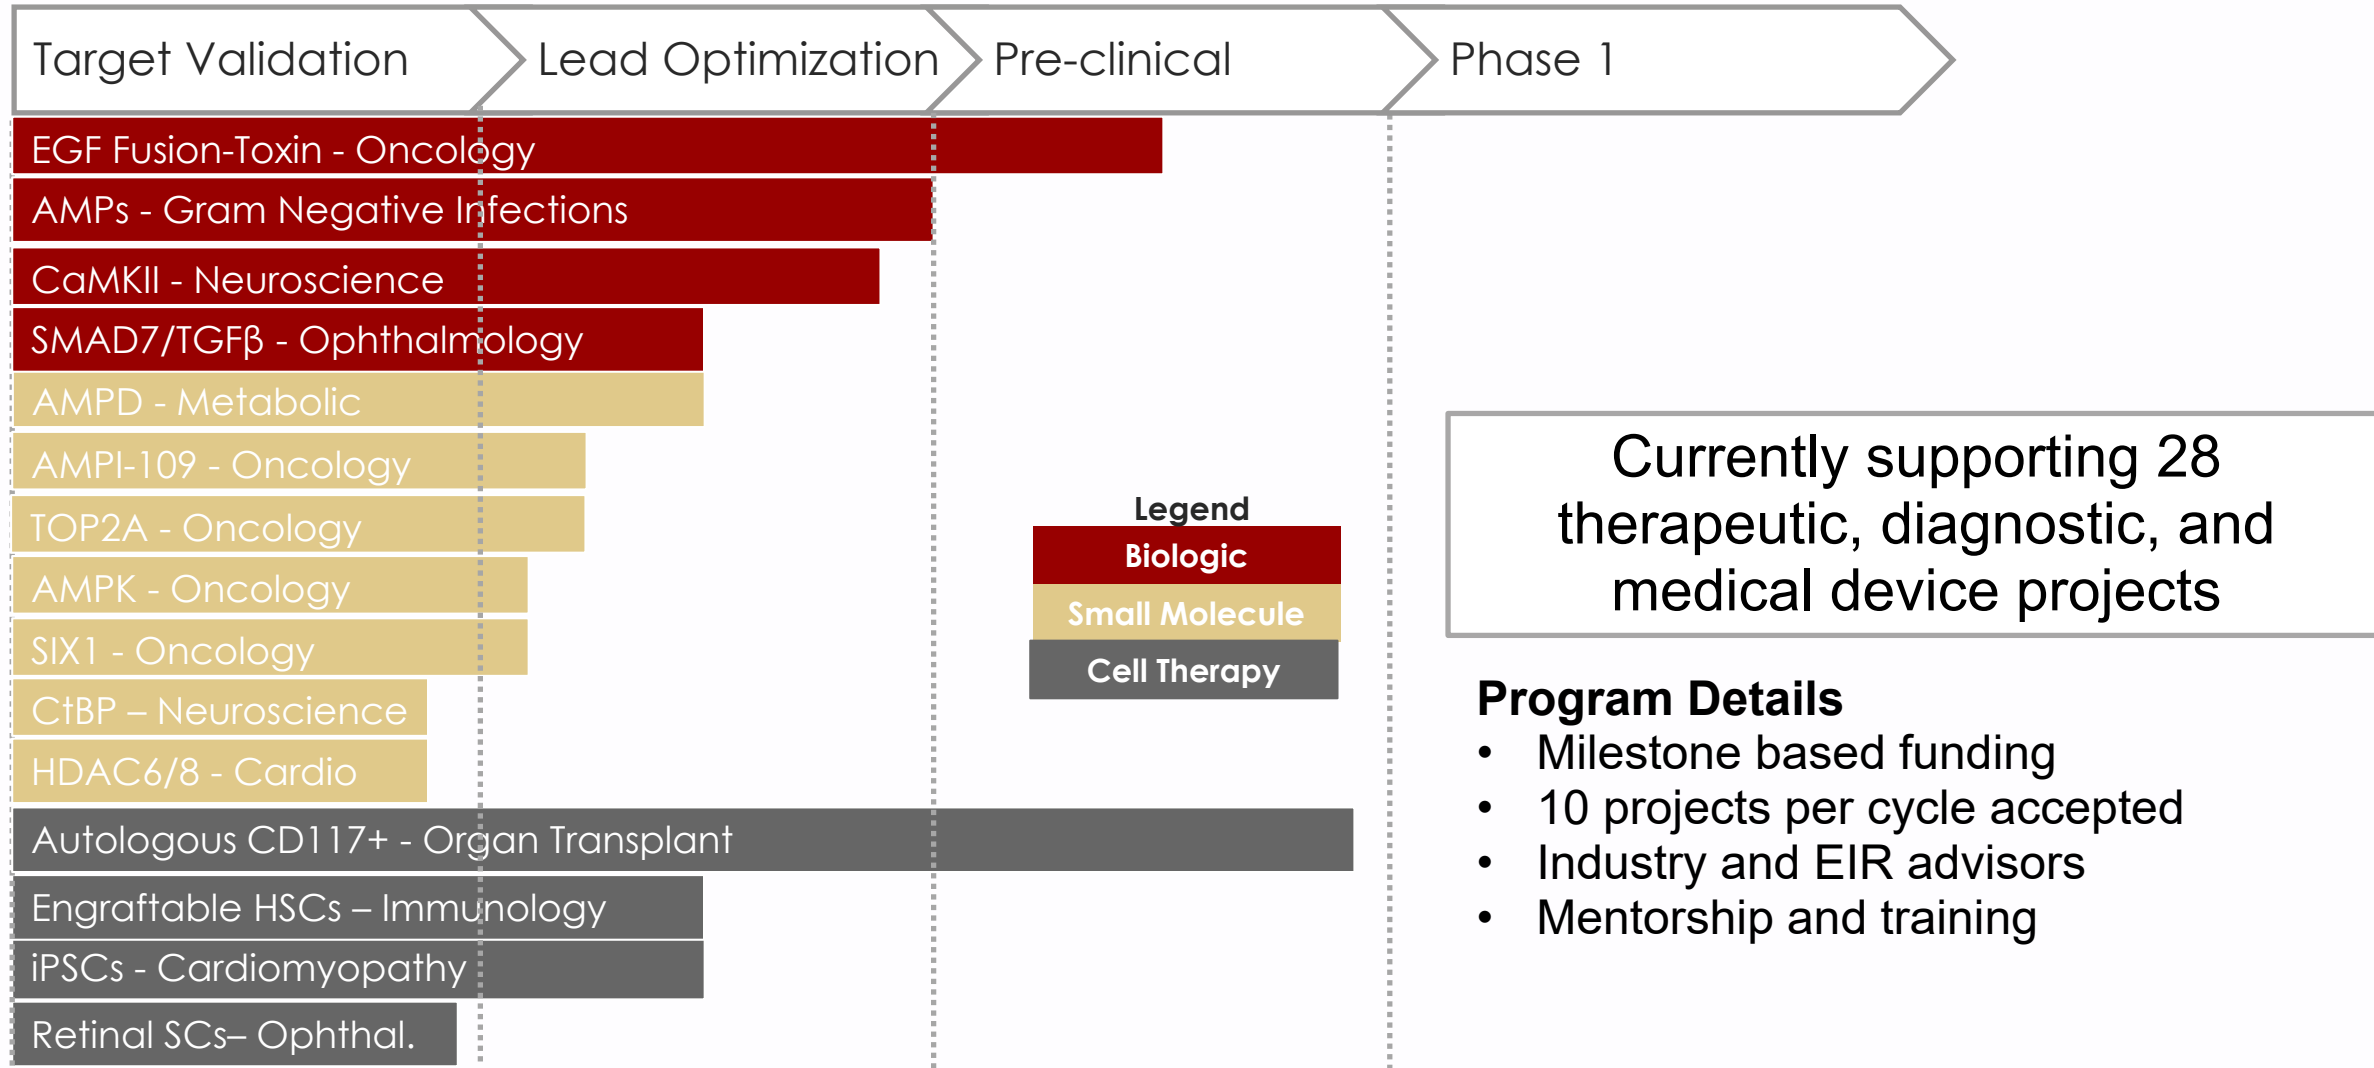 Target Validation
Lead Optimization
Pre-clinical
Phase 1
EGF Fusion-Toxin - Oncology
AMPs - Gram Negative Infections
CaMKII - Neuroscience
SMAD7/TGFβ - Ophthalmology
AMPD - Metabolic
AMPI-109 - Oncology
TOP2A - Oncology
AMPK - Oncology
SIX1 - Oncology
CtBP – Neuroscience
HDAC6/8 - Cardio
Autologous CD117+ - Organ Transplant
Engraftable HSCs – Immunology
iPSCs - Cardiomyopathy
Retinal SCs– Ophthal.
Legend
Biologic
Small Molecule
Cell Therapy
Currently supporting 28
therapeutic, diagnostic, and
medical device projects
Program Details
• Milestone based funding
• 10 projects per cycle accepted
• Industry and EIR advisors
• Mentorship and training